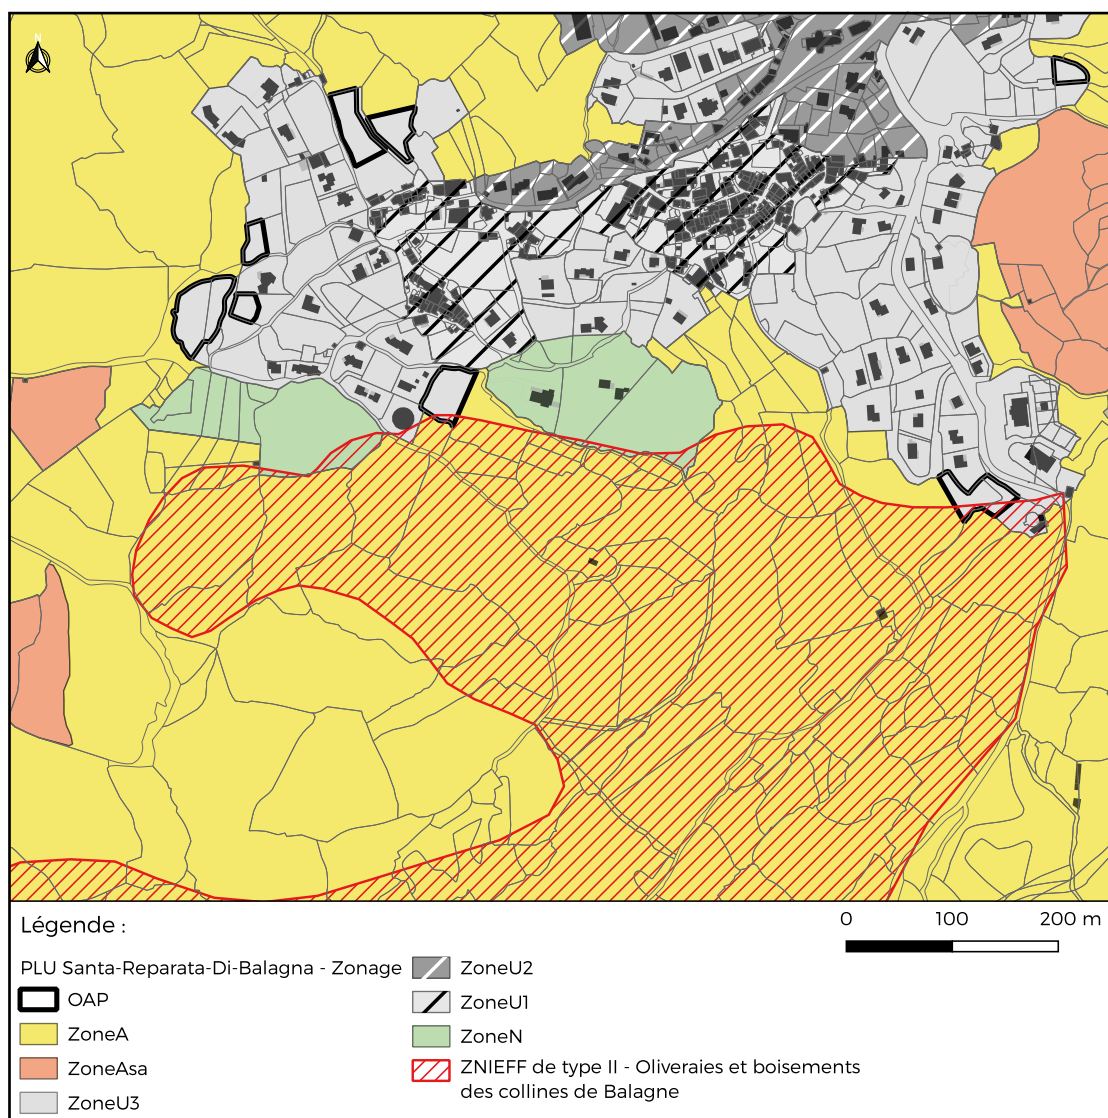 N
Légende :
0 100 200 m
PLU Santa-Reparata-Di-Balagna - Zonage
OAP
ZoneA
ZoneAsa
ZoneU3
ZoneU2
ZoneU1
ZoneN
ZNIEFF de type II - Oliveraies et boisements
des collines de Balagne